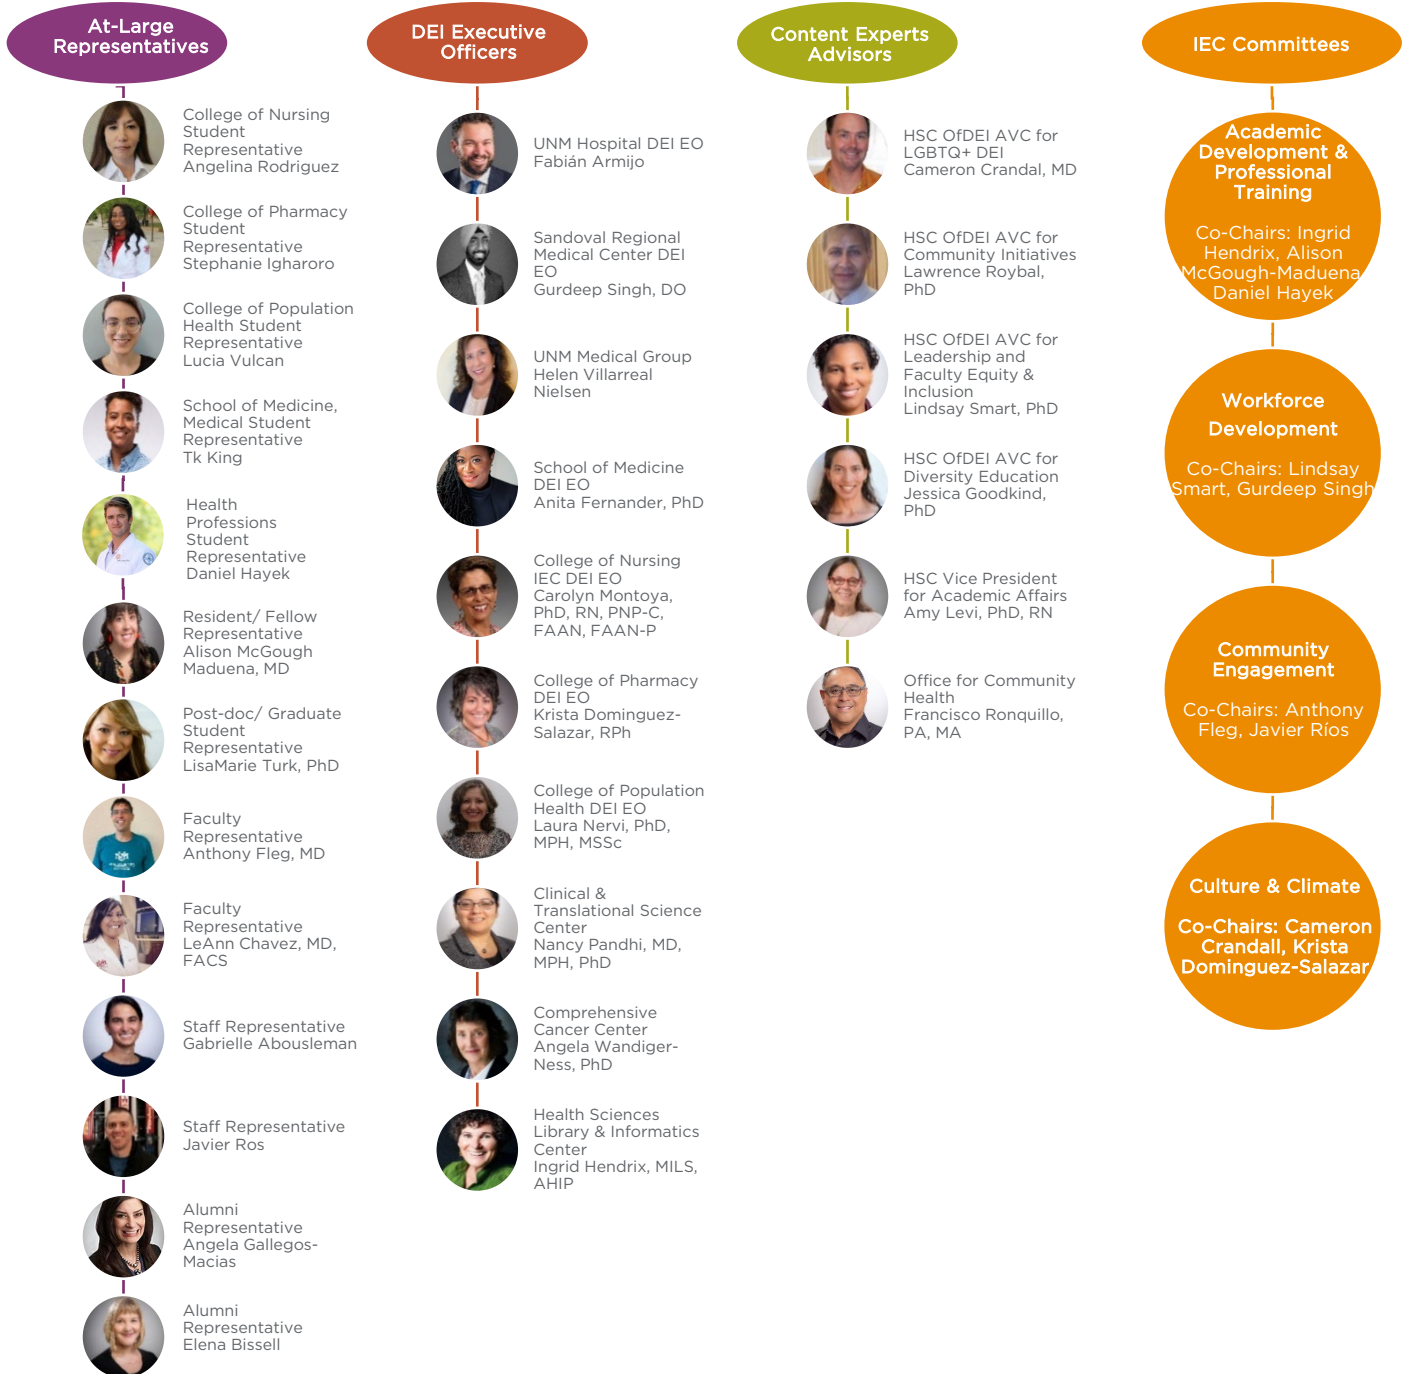 At-Large
Representatives
College of Nursing
Student
Representative
Angelina Rodriguez
College of Pharmacy
Student
Representative
Stephanie Igharoro
College of Population
Health Student
Representative
Lucia Vulcan
School of Medicine,
Medical Student
Representative
Tk King
Health
Professions
Student
Representative
Daniel Hayek
Resident/ Fellow
Representative
Alison McGough
Maduena, MD
Post-doc/ Graduate
Student
Representative
LisaMarie Turk, PhD
Faculty
Representative
Anthony Fleg, MD
Faculty
Representative
LeAnn Chavez, MD,
FACS
Staff Representative
Gabrielle Abousleman
Staff Representative
Javier Ros
Alumni
Representative
Angela Gallegos-
Macias
Alumni
Representative
Elena Bissell
DEI Executive
Officers
UNM Hospital DEI EO
Fabián Armijo
Sandoval Regional
Medical Center DEI
EO
Gurdeep Singh, DO
UNM Medical Group
Helen Villarreal
Nielsen
School of Medicine
DEI EO
Anita Fernander, PhD
College of Nursing
IEC DEI EO
Carolyn Montoya,
PhD, RN, PNP-C,
FAAN, FAAN-P
College of Pharmacy
DEI EO
Krista Dominguez-
Salazar, RPh
College of Population
Health DEI EO
Laura Nervi, PhD,
MPH, MSSc
Clinical &
Translational Science
Center
Nancy Pandhi, MD,
MPH, PhD
Comprehensive
Cancer Center
Angela Wandiger-
Ness, PhD
Health Sciences
Library & Informatics
Center
Ingrid Hendrix, MILS,
AHIP
Content Experts
Advisors
HSC OfDEI AVC for
LGBTQ+ DEI
Cameron Crandal, MD
HSC OfDEI AVC for
Community Initiatives
Lawrence Roybal,
PhD
HSC OfDEI AVC for
Leadership and
Faculty Equity &
Inclusion
Lindsay Smart, PhD
HSC OfDEI AVC for
Diversity Education
Jessica Goodkind,
PhD
HSC Vice President
for Academic Affairs
Amy Levi, PhD, RN
Office for Community
Health
Francisco Ronquillo,
PA, MA
IEC Committees
Academic
Development &
Professional
Training
Co-Chairs: Ingrid
Hendrix, Alison
McGough-Maduena,
Daniel Hayek
Workforce
Development
Co-Chairs: Lindsay
Smart, Gurdeep Singh
Community
Engagement
Co-Chairs: Anthony
Fleg, Javier Ríos
Culture & Climate
Co-Chairs: Cameron
Crandall, Krista
Dominguez-Salazar